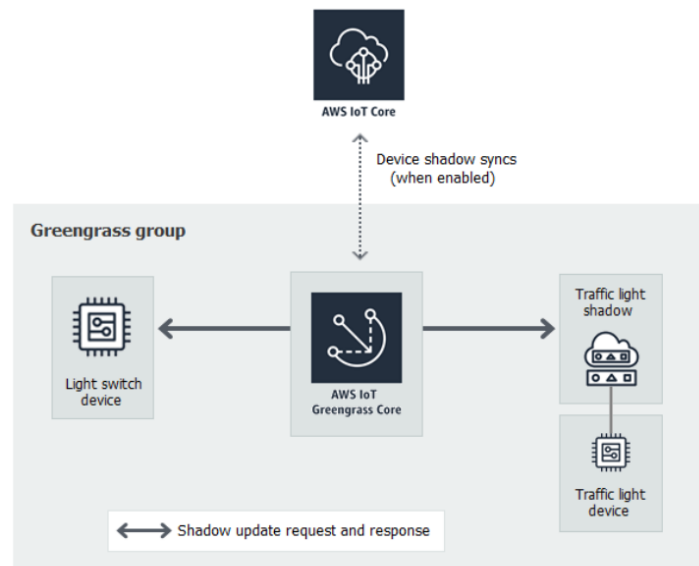 AWS IoT Core
Device shadow syncs
(when enabled)
Greengrass group
Light switch
device
AWS IoT
Greengrass Core
Traffic light
shadow
Traffic light
device
Shadow update request and response